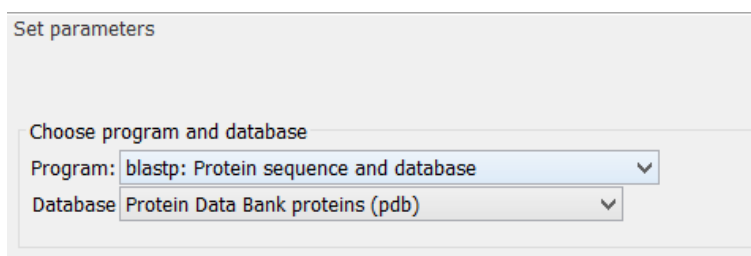 Set parameters
Choose program and database
Program: blastp: Protein sequence and database
Database Protein Data Bank proteins (pdb)